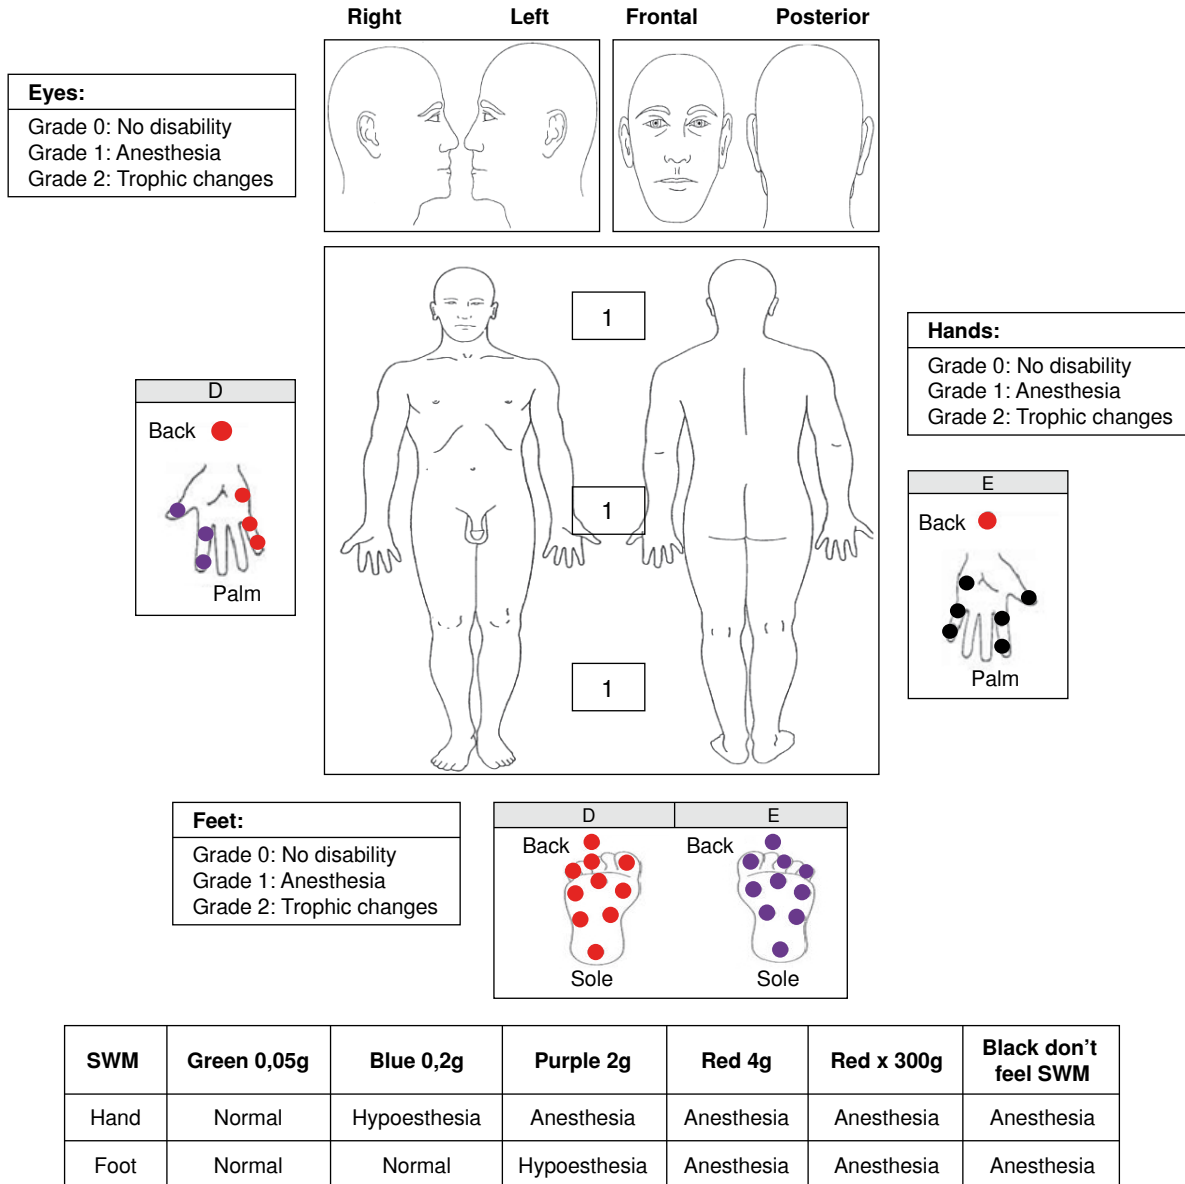 Right Left Frontal Posterior
Eyes:
Grade 0: No disability
Grade 1: Anesthesia
Grade 2: Trophic changes
1
1
1
Hands:
Grade 0: No disability
Grade 1: Anesthesia
Grade 2: Trophic changes
D
Back
Palm
E
Back
Palm
Feet:
Grade 0: No disability
Grade 1: Anesthesia
Grade 2: Trophic changes
D E
Back Back
Sole Sole
SWM Green 0,05g Blue 0,2g Purple 2g Red 4g Red x 300g Black don't
feel SWM
Hand Normal Hypoesthesia Anesthesia Anesthesia Anesthesia Anesthesia
Foot Normal Normal Hypoesthesia Anesthesia Anesthesia Anesthesia